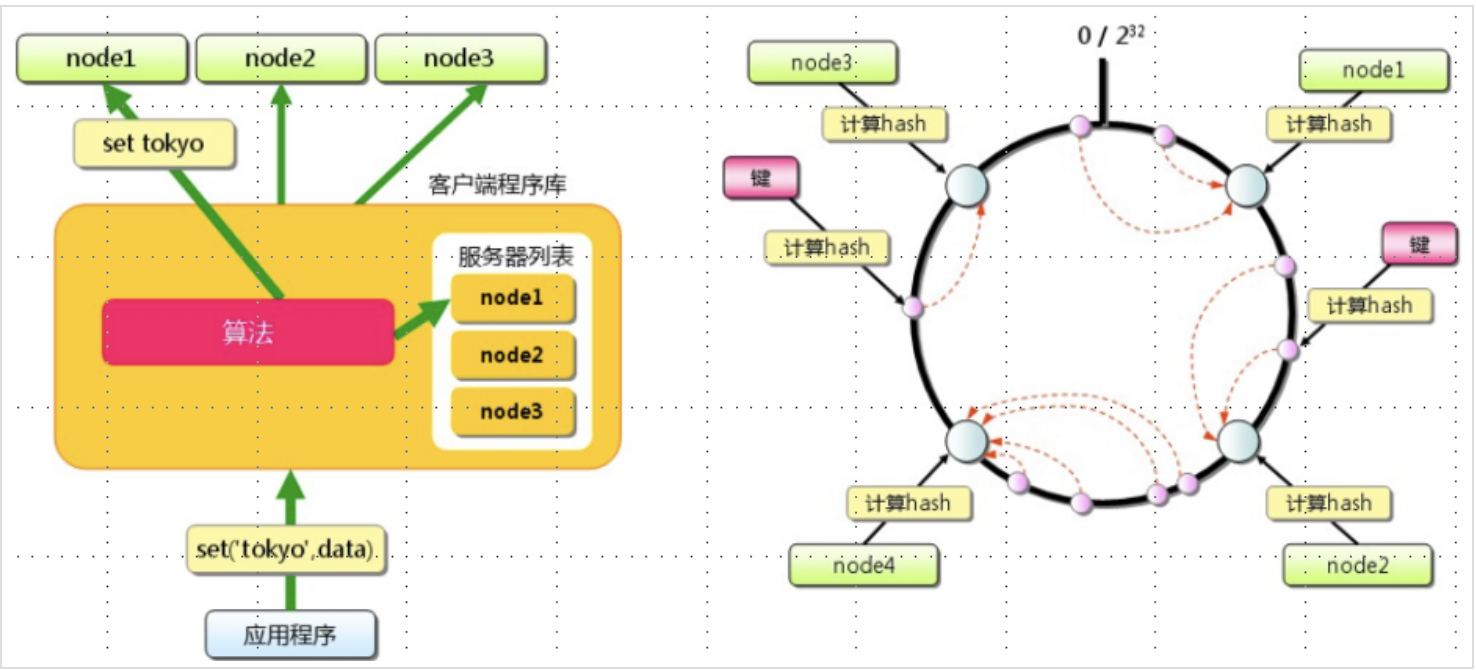 node1
node2
node3
set tokyo
客户端程序库
服务器列表
node1
node2
node3
算法
set('tokyo',data)
应用程序
0 / 2³²
node3
node1
计算hash
计算hash
键
计算hash
键
计算hash
计算hash
计算hash
node4
node2